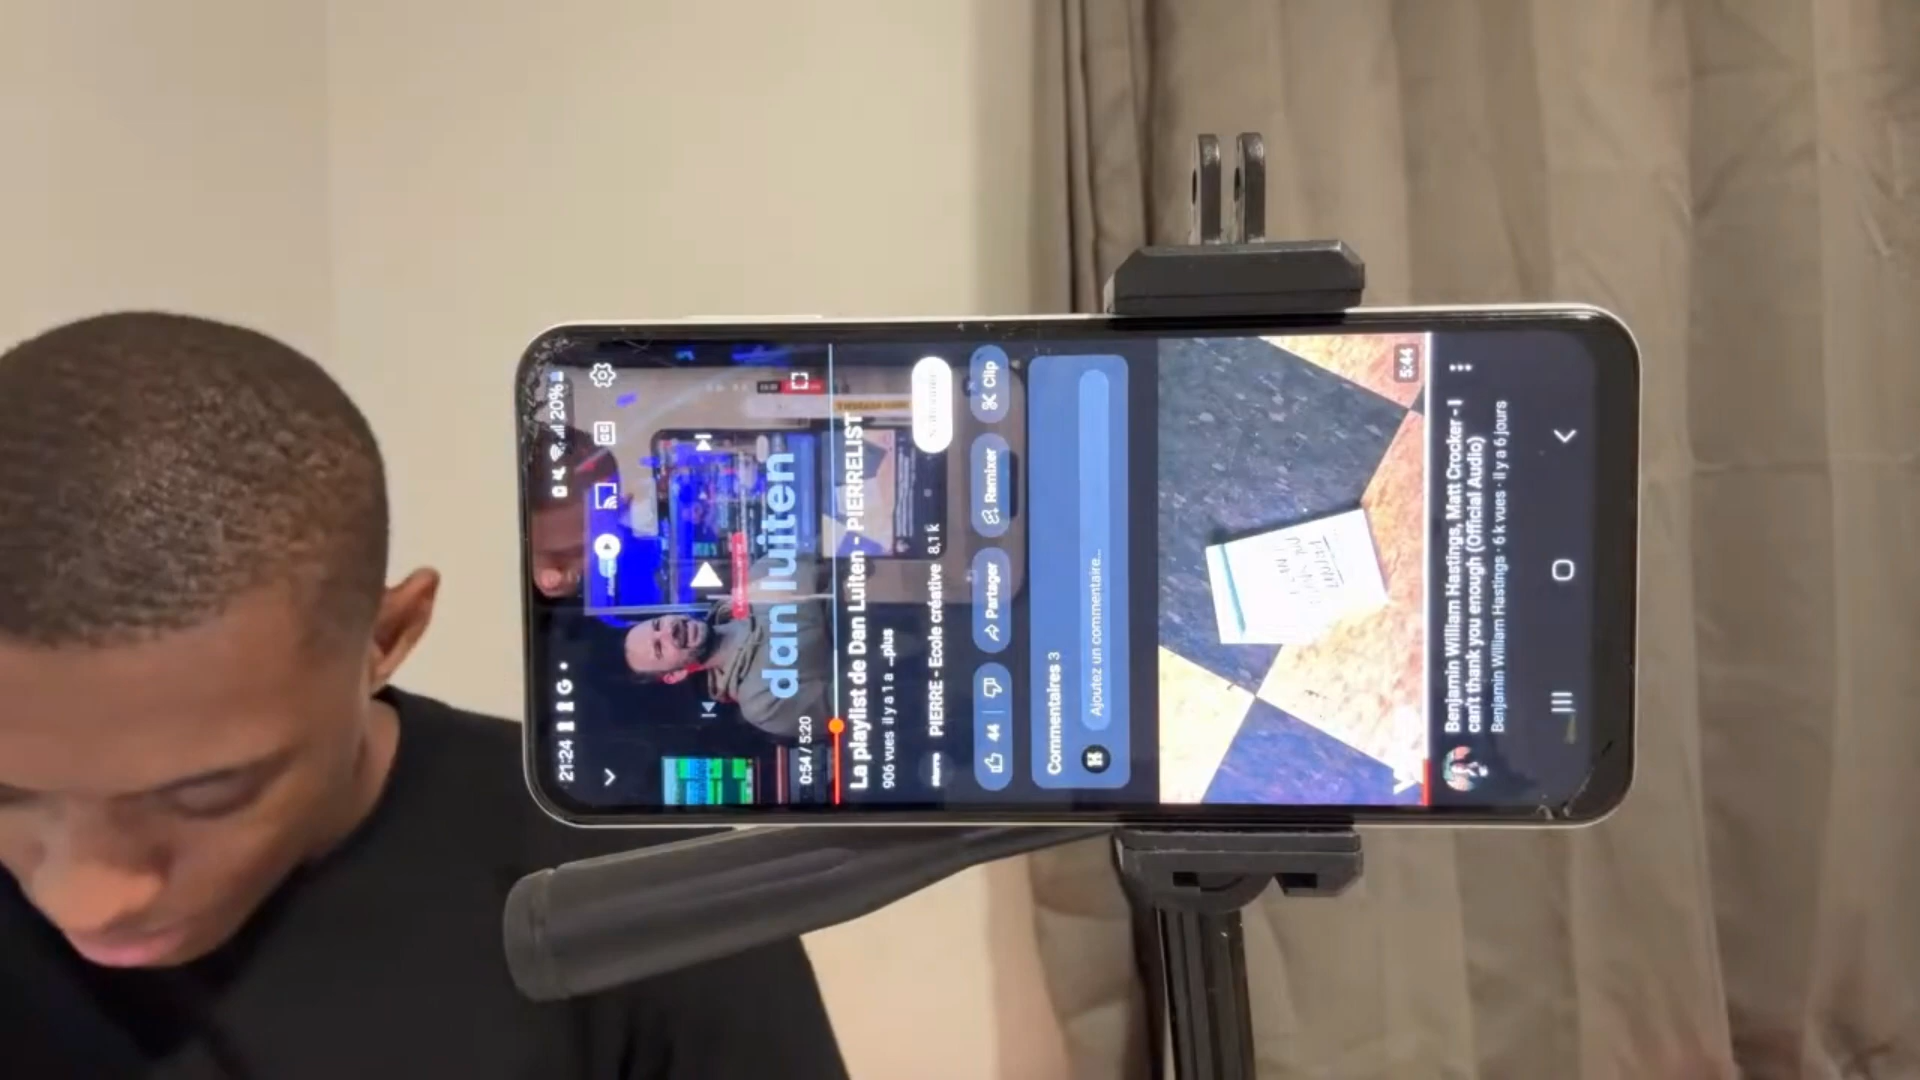 21:24
20%
dan luiten
0:54 / 5:20
La playlist de Dan Luiten - PIERRELIST
906 vues il y a 1 a ...plus
PIERRE - Ecole créative 8,1 k
44
Partager
Remixer
Clip
Commentaires 3
Ajoutez un commentaire...
5:44
Benjamin William Hastings, Matt Crocker - I
can't thank you enough (Official Audio)
Benjamin William Hastings · 6 k vues · il y a 6 jours